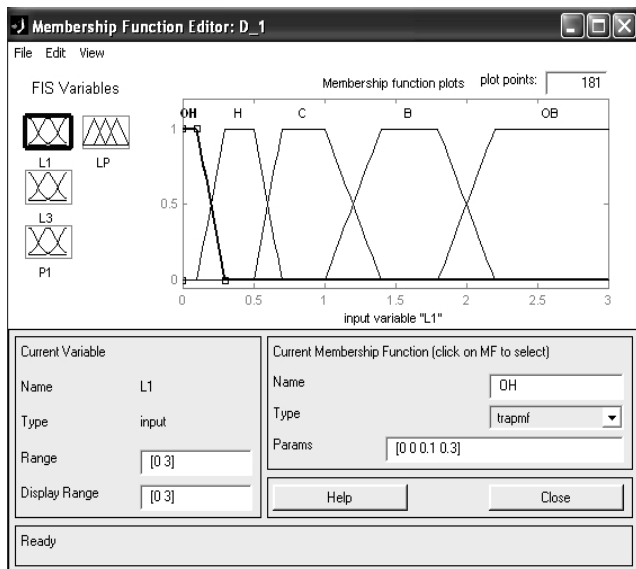 Membership Function Editor: D_1
File Edit View
FIS Variables
Membership function plots plot points: 181
OH H C B OB
L1 LP
L3
P1
1
0.5
0
0 0.5 1 1.5 2 2.5 3
input variable "L1"
Current Variable
Name L1
Type input
Range [0 3]
Display Range [0 3]
Current Membership Function (click on MF to select)
Name OH
Type trapmf
Params [0 0 0.1 0.3]
Help Close
Ready